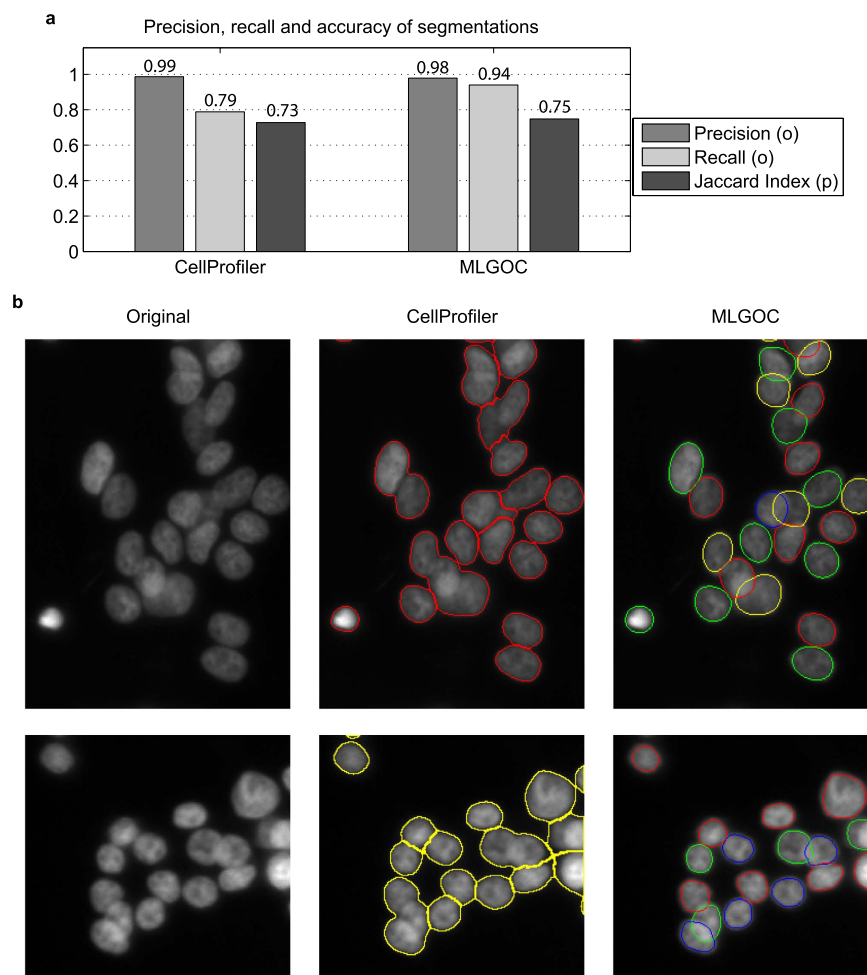 a
Precision, recall and accuracy of segmentations
1
0.8
0.6
0.4
0.2
0
0.99
0.79
0.73
0.98
0.94
0.75
CellProfiler
MLGOC
Precision (o)
Recall (o)
Jaccard Index (p)
b
Original
CellProfiler
MLGOC